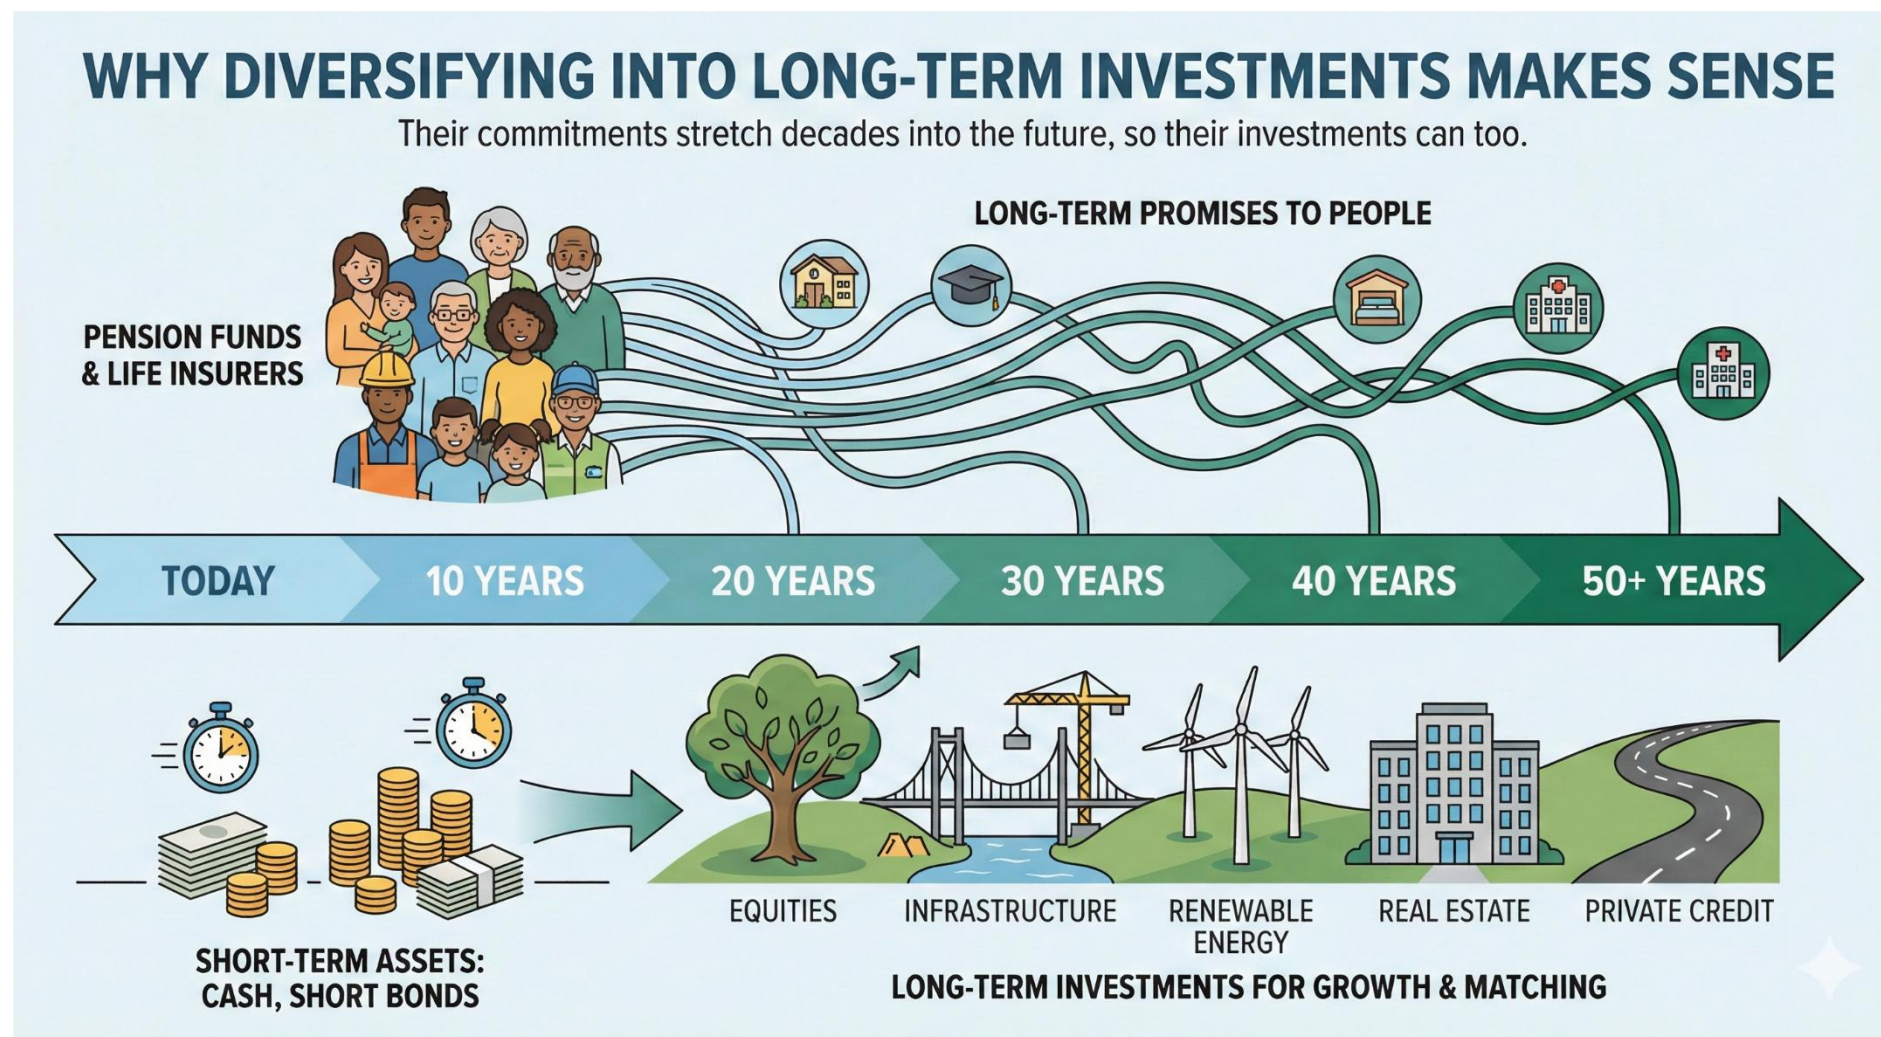 WHY DIVERSIFYING INTO LONG-TERM INVESTMENTS MAKES SENSE
Their commitments stretch decades into the future, so their investments can too.
LONG-TERM PROMISES TO PEOPLE
PENSION FUNDS
& LIFE INSURERS
TODAY
10 YEARS
20 YEARS
30 YEARS
40 YEARS
50+ YEARS
EQUITIES
INFRASTRUCTURE
RENEWABLE
ENERGY
REAL ESTATE
PRIVATE CREDIT
SHORT-TERM ASSETS:
CASH, SHORT BONDS
LONG-TERM INVESTMENTS FOR GROWTH & MATCHING